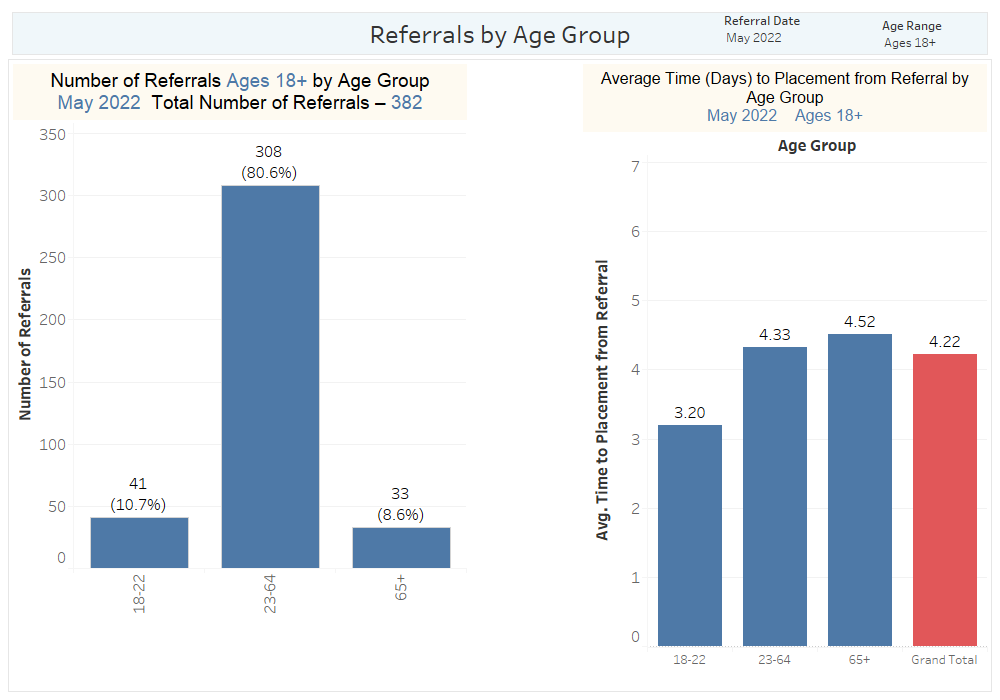 Referrals by Age Group
Referral Date
May 2022
Age Range
Ages 18+
Number of Referrals Ages 18+ by Age Group
May 2022 Total Number of Referrals – 382
350
300
250
200
150
100
50
0
Number of Referrals
308
(80.6%)
41
(10.7%)
33
(8.6%)
18-22
23-64
65+
Average Time (Days) to Placement from Referral by
Age Group
May 2022 Ages 18+
Age Group
7
6
5
4
3
2
1
0
Avg. Time to Placement from Referral
3.20
4.33
4.52
4.22
18-22
23-64
65+
Grand Total